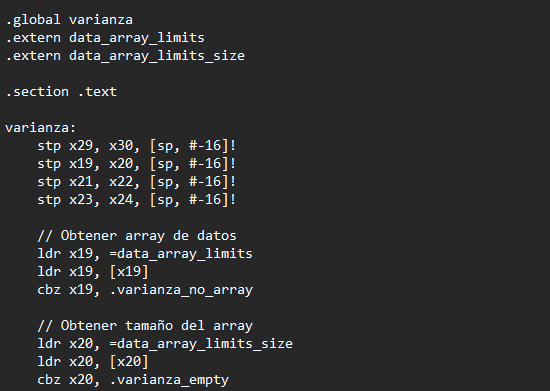 .global varianza
.extern data_array_limits
.extern data_array_limits_size
.section .text
varianza:
stp x29, x30, [sp, #-16]!
stp x19, x20, [sp, #-16]!
stp x21, x22, [sp, #-16]!
stp x23, x24, [sp, #-16]!
// Obtener array de datos
ldr x19, =data_array_limits
ldr x19, [x19]
cbz x19, .varianza_no_array
// Obtener tamaño del array
ldr x20, =data_array_limits_size
ldr x20, [x20]
cbz x20, .varianza_empty